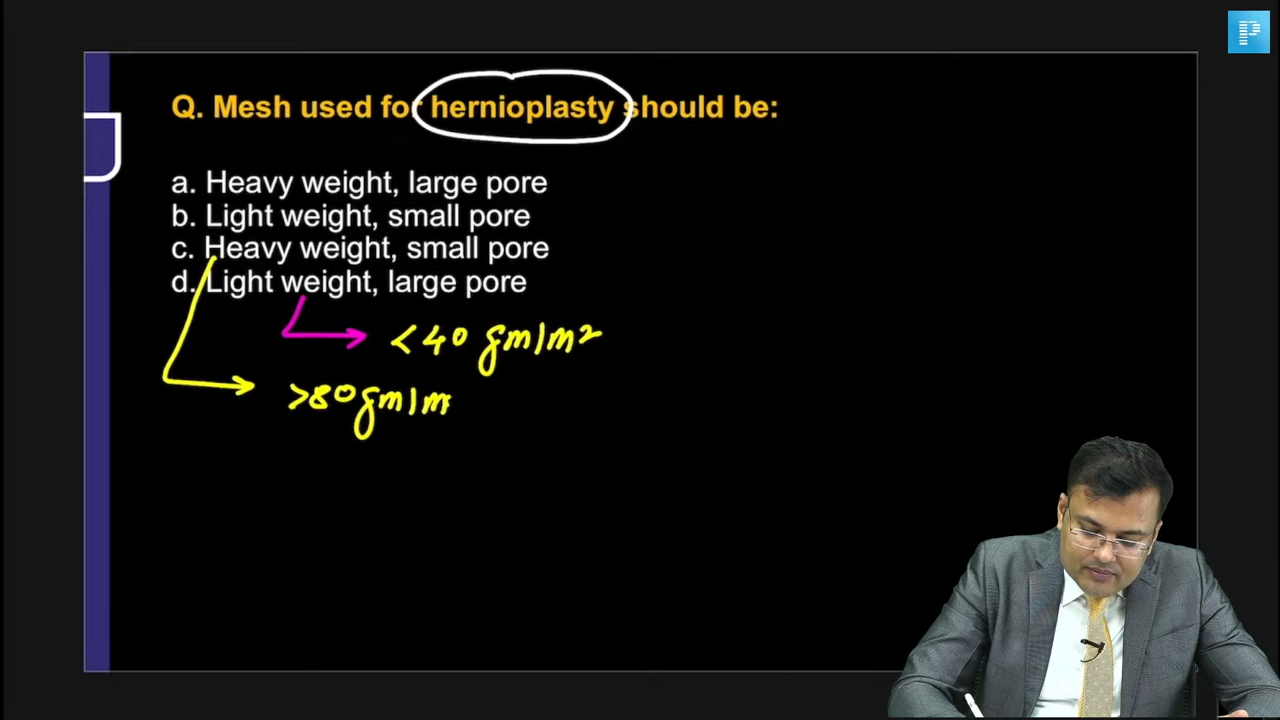 Q. Mesh used for hernioplasty should be:
a. Heavy weight, large pore
b. Light weight, small pore
c. Heavy weight, small pore
d. Light weight, large pore
<40 gm/m²
>80 gm/m
P